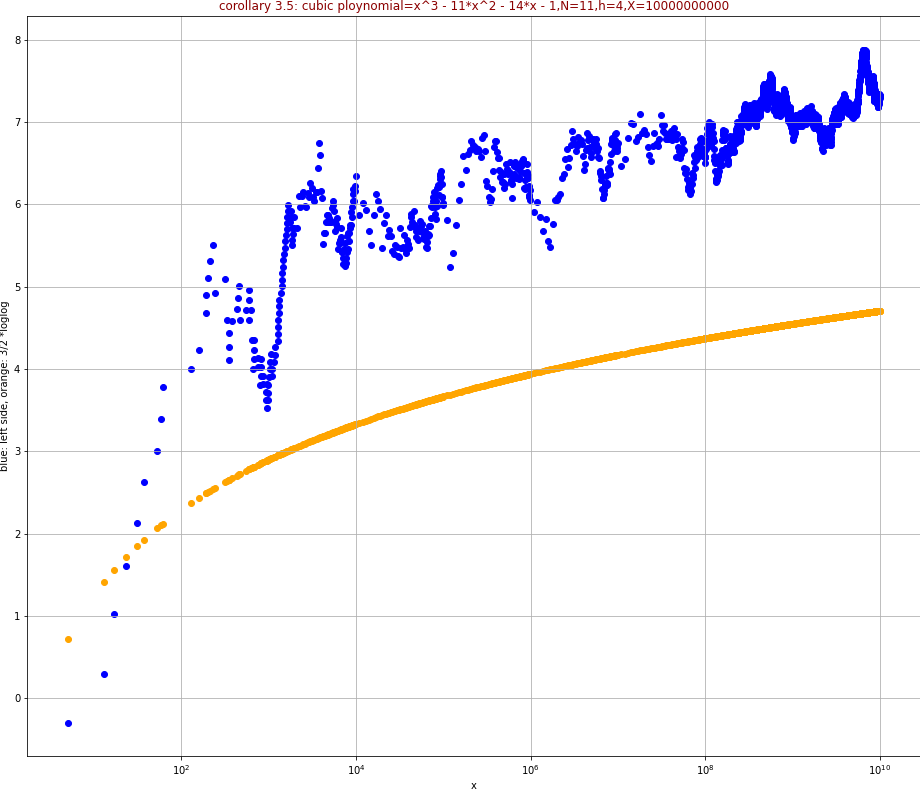 corollary 3.5: cubic ploynomial=x^3 - 11*x^2 - 14*x - 1,N=11,h=4,X=10000000000
blue: left side, orange: 3/2 *loglog
8
7
6
5
4
3
2
1
0
10^2 10^4 10^6 10^8 10^10
x